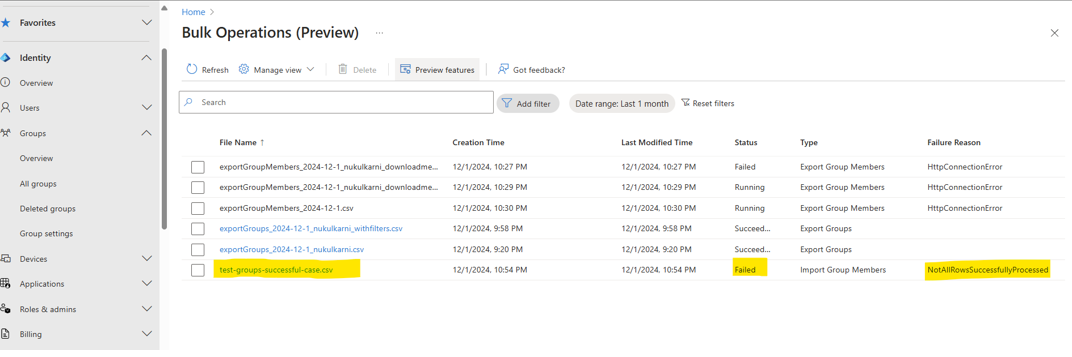 Home >
Bulk Operations (Preview) ...
Favorites
Identity
Overview
Users
Groups
Overview
All groups
Deleted groups
Group settings
Devices
Applications
Roles & admins
Billing
Refresh Manage view Delete Preview features Got feedback?
Search Add filter Date range: Last 1 month Reset filters
File Name ↑ Creation Time Last Modified Time Status Type Failure Reason
exportGroupMembers_2024-12-1_nukulkarni_downloadme... 12/1/2024, 10:27 PM 12/1/2024, 10:27 PM Failed Export Group Members HttpConnectionError
exportGroupMembers_2024-12-1_nukulkarni_downloadme... 12/1/2024, 10:29 PM 12/1/2024, 10:29 PM Running Export Group Members HttpConnectionError
exportGroupMembers_2024-12-1.csv 12/1/2024, 10:30 PM 12/1/2024, 10:30 PM Running Export Group Members HttpConnectionError
exportGroups_2024-12-1_nukulkarni_withfilters.csv 12/1/2024, 9:58 PM 12/1/2024, 9:58 PM Succeed... Export Groups
exportGroups_2024-12-1_nukulkarni.csv 12/1/2024, 9:20 PM 12/1/2024, 9:20 PM Succeed... Export Groups
test-groups-successful-case.csv 12/1/2024, 10:54 PM 12/1/2024, 10:54 PM Failed Import Group Members NotAllRowsSuccessfullyProcessed